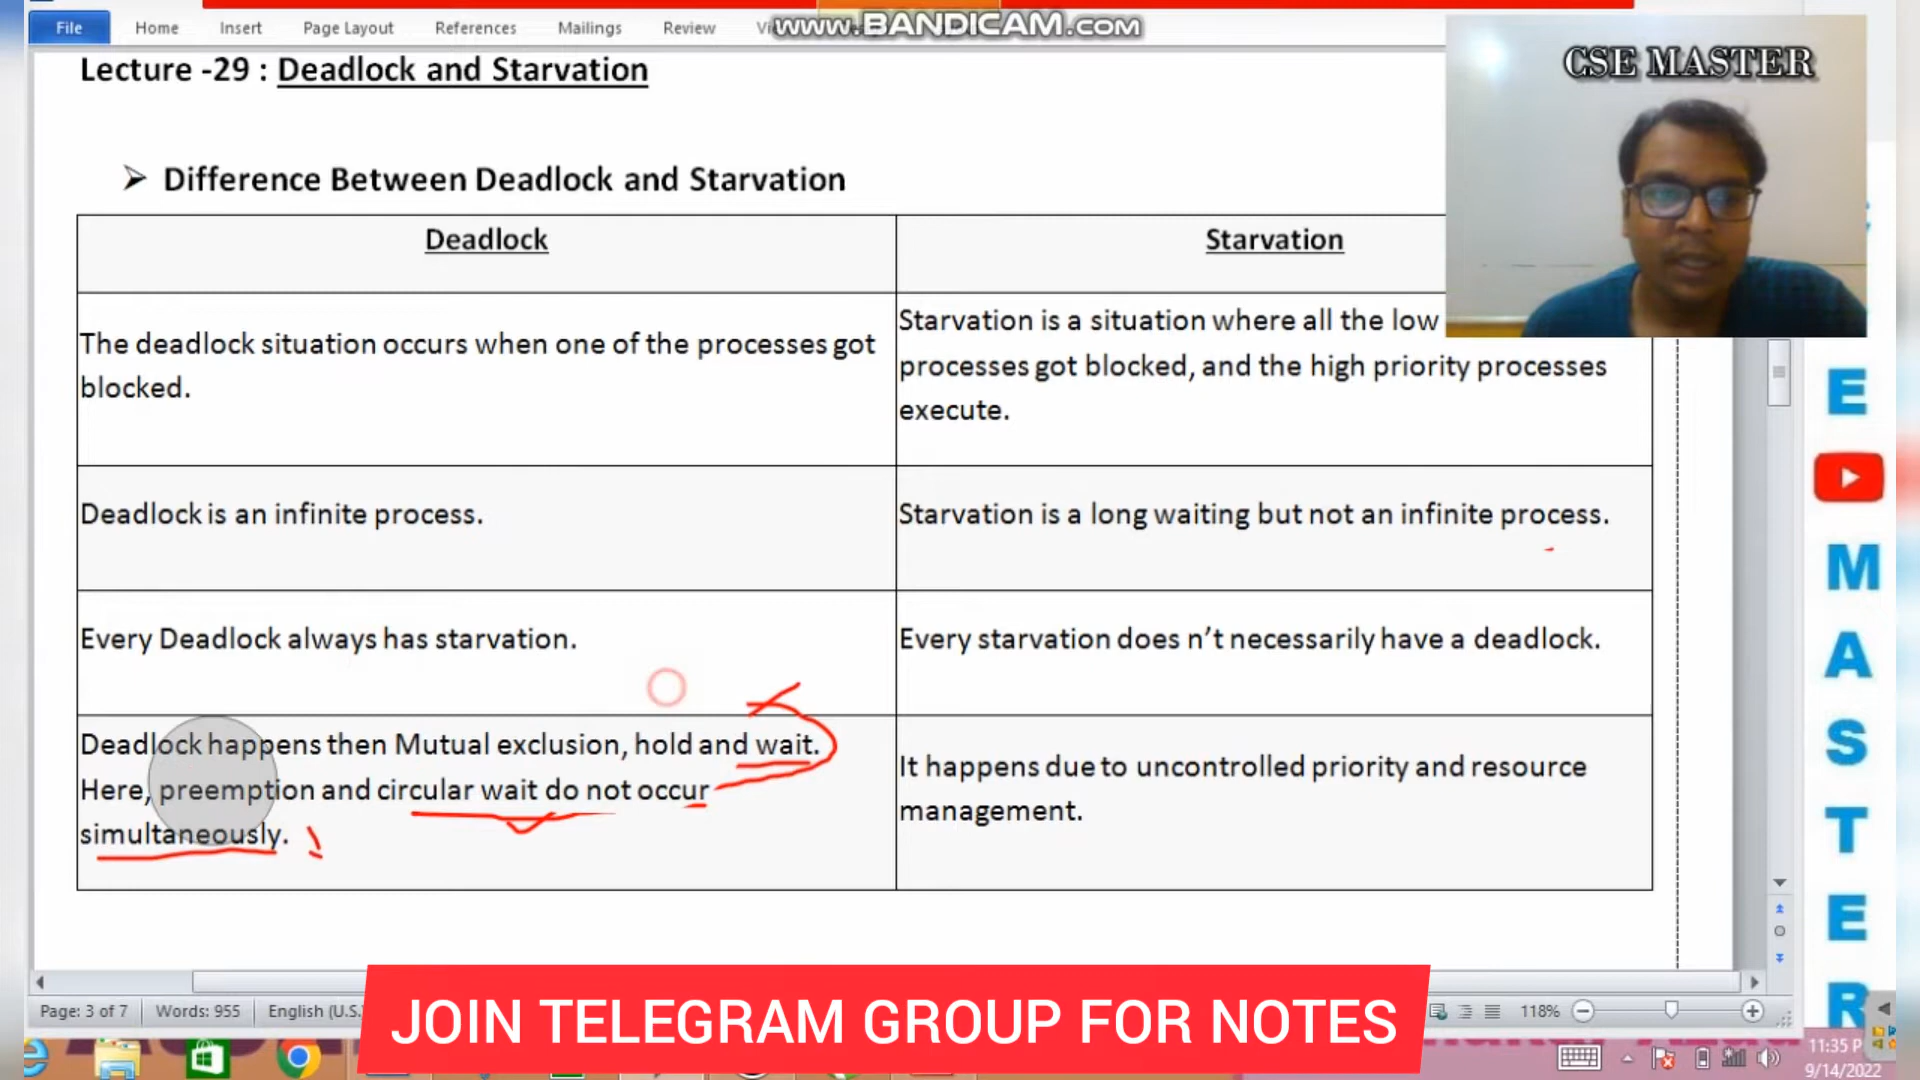 www.BANDICAM.com
File Home Insert Page Layout References Mailings Review
CSE MASTER
Lecture -29 : Deadlock and Starvation
➢ Difference Between Deadlock and Starvation
Deadlock
Starvation
The deadlock situation occurs when one of the processes got
blocked.
Starvation is a situation where all the low
processes got blocked, and the high priority processes
execute.
Deadlock is an infinite process.
Starvation is a long waiting but not an infinite process.
Every Deadlock always has starvation.
Every starvation does n’t necessarily have a deadlock.
Deadlock happens then Mutual exclusion, hold and wait.
Here, preemption and circular wait do not occur
simultaneously.
It happens due to uncontrolled priority and resource
management.
E
M
A
S
T
E
R
Page: 3 of 7 Words: 955 English (U.S.
118%
JOIN TELEGRAM GROUP FOR NOTES
11:35 P
9/14/2022